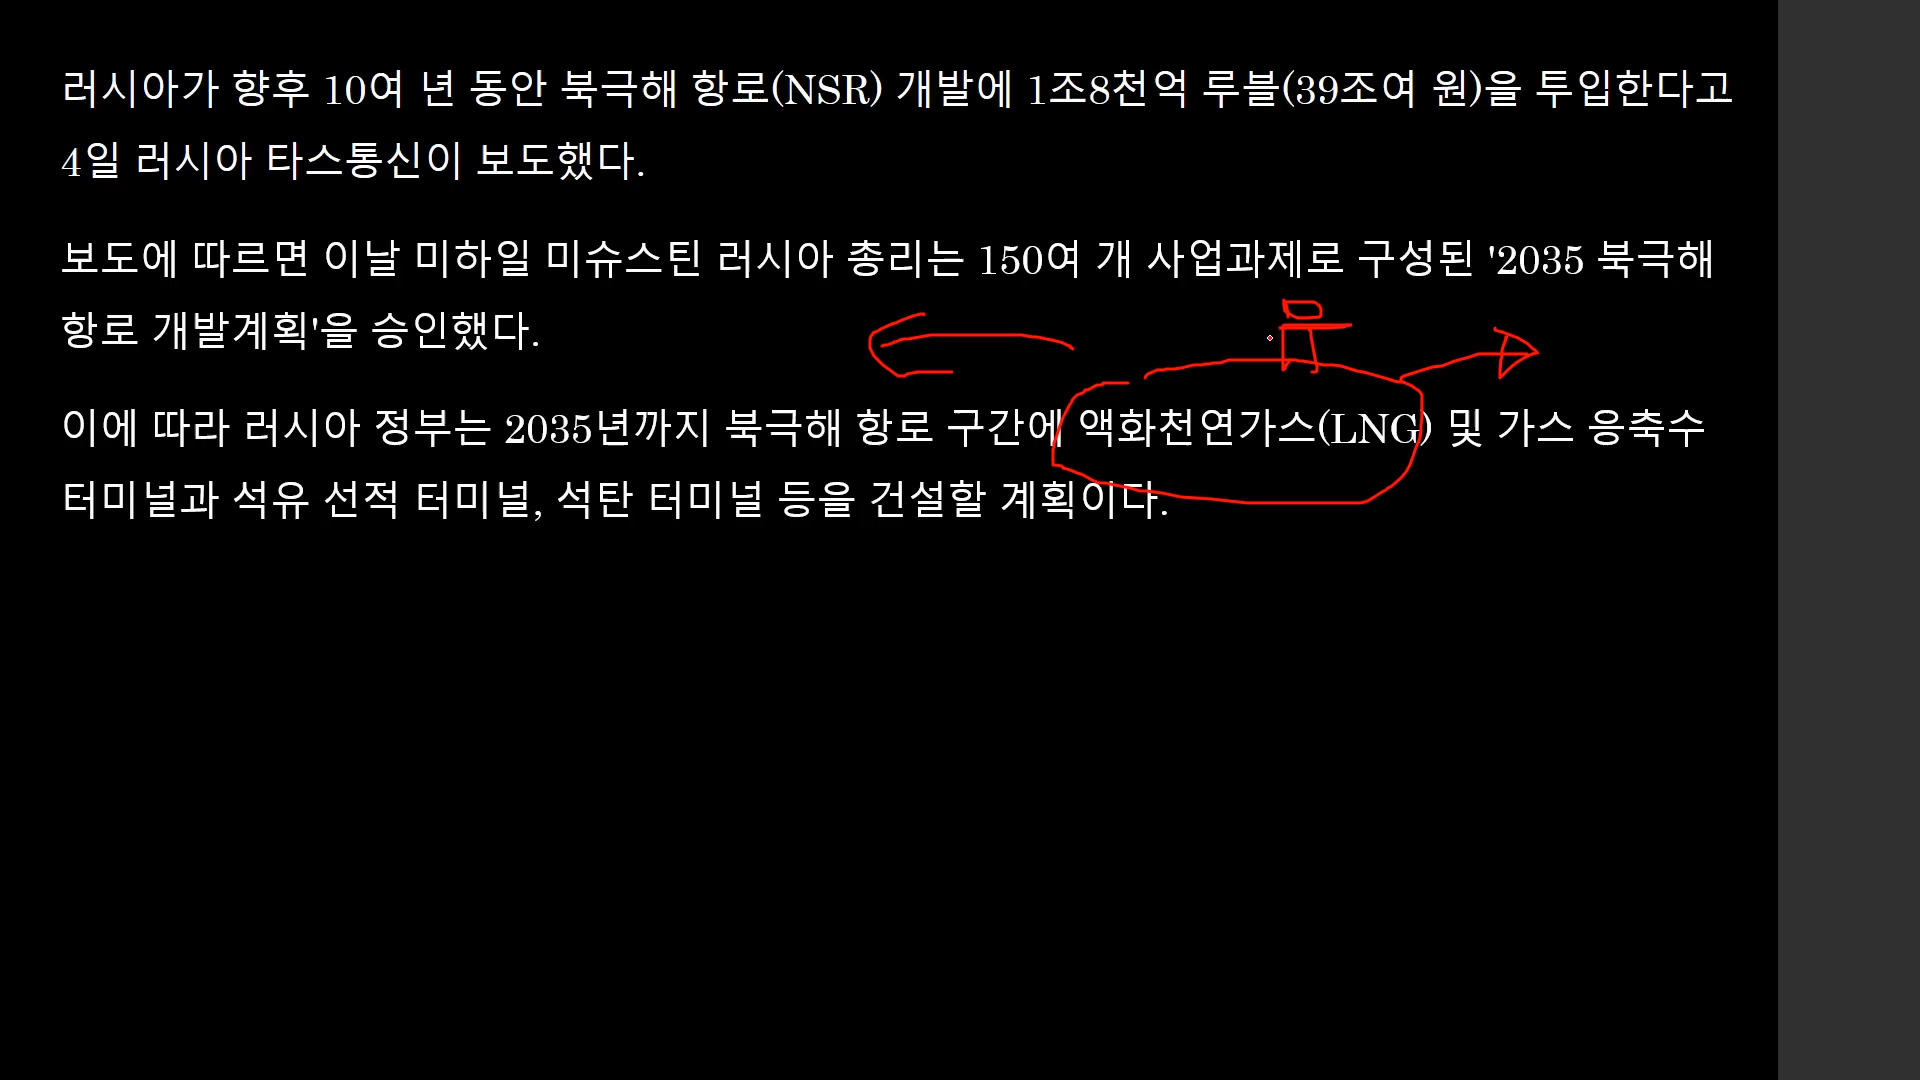 러시아가 향후 10여 년 동안 북극해 항로(NSR) 개발에 1조8천억 루블(39조여 원)을 투입한다고
4일 러시아 타스통신이 보도했다.
보도에 따르면 이날 미하일 미슈스틴 러시아 총리는 150여 개 사업과제로 구성된 '2035 북극해
항로 개발계획'을 승인했다.
이에 따라 러시아 정부는 2035년까지 북극해 항로 구간에 액화천연가스(LNG) 및 가스 응축수
터미널과 석유 선적 터미널, 석탄 터미널 등을 건설할 계획이다.